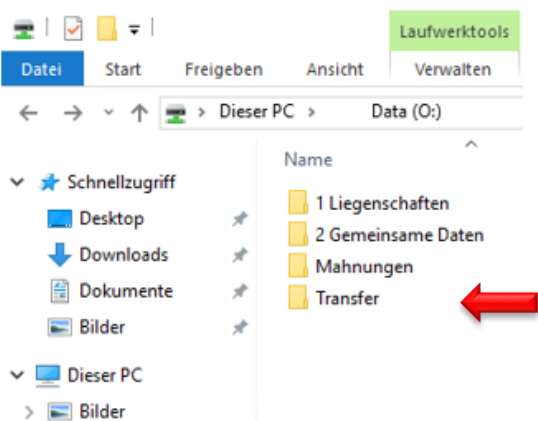 Laufwerktools
Datei Start Freigeben Ansicht Verwalten
Dieser PC Data (O:)
Name
Schnellzugriff
Desktop
Downloads
Dokumente
Bilder
Dieser PC
Bilder
1 Liegenschaften
2 Gemeinsame Daten
Mahnungen
Transfer